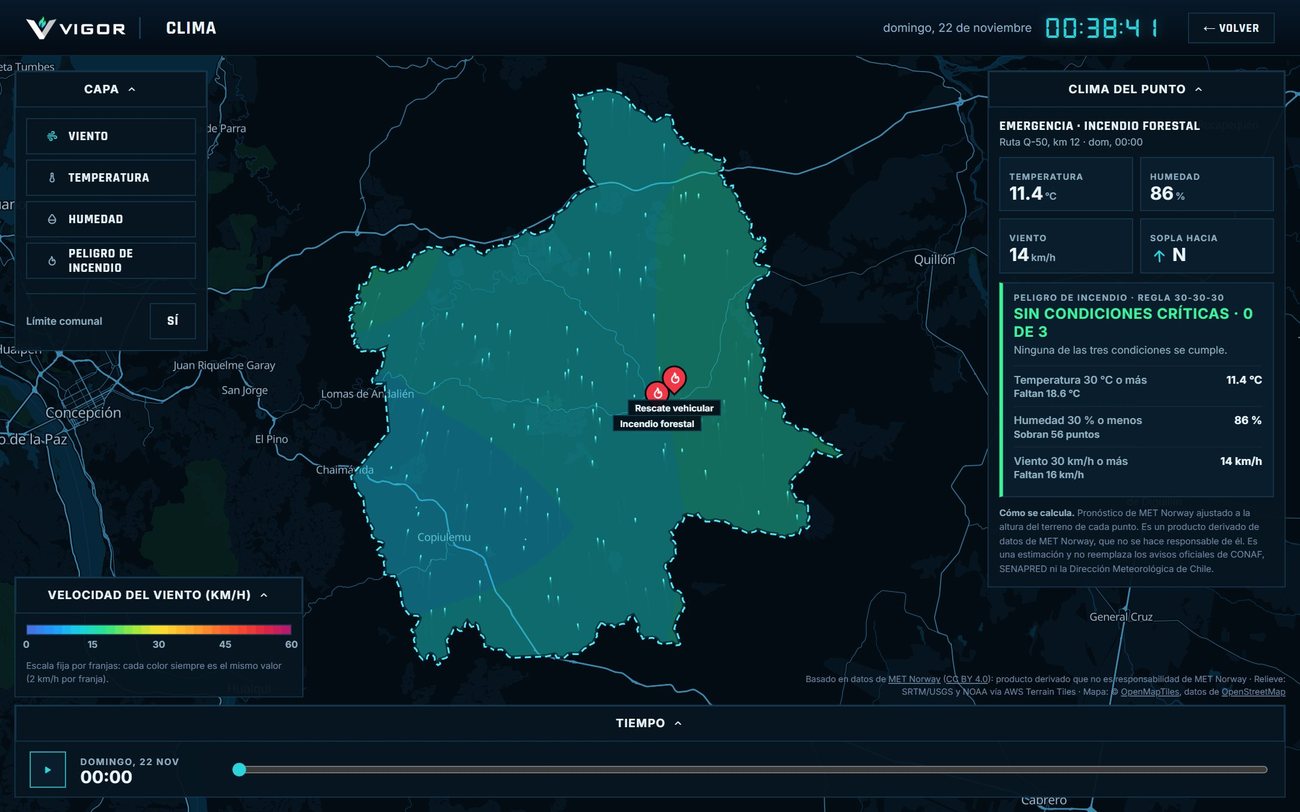 VIGOR
CLIMA
domingo, 22 de noviembre
00:38:41
← VOLVER
eta Tumbes
CAPA
VIENTO
TEMPERATURA
HUMEDAD
PELIGRO DE
INCENDIO
Límite comunal
SÍ
de Parra
Juan Riquelme Garay
San Jorge
Lomas de Andalién
Concepción
o de la Paz
El Pino
Chaimávida
Copiulemu
Quillón
Rescate vehicular
Incendio forestal
CLIMA DEL PUNTO
EMERGENCIA · INCENDIO FORESTAL
Ruta Q-50, km 12 · dom, 00:00
TEMPERATURA
11.4 °C
HUMEDAD
86 %
VIENTO
14 km/h
SOPLA HACIA
↑ N
PELIGRO DE INCENDIO · REGLA 30-30-30
SIN CONDICIONES CRÍTICAS · 0
DE 3
Ninguna de las tres condiciones se cumple.
Temperatura 30 °C o más 11.4 °C
Faltan 18.6 °C
Humedad 30 % o menos 86 %
Sobran 56 puntos
Viento 30 km/h o más 14 km/h
Faltan 16 km/h
Cómo se calcula. Pronóstico de MET Norway ajustado a la
altura del terreno de cada punto. Es un producto derivado de
datos de MET Norway, que no se hace responsable de él. Es
una estimación y no reemplaza los avisos oficiales de CONAF,
SENAPRED ni la Dirección Meteorológica de Chile.
General Cruz
VELOCIDAD DEL VIENTO (KM/H)
0 15 30 45 60
Escala fija por franjas: cada color siempre es el mismo valor
(2 km/h por franja).
Hualqui
Basado en datos de MET Norway (CC BY 4.0): producto derivado que no es responsabilidad de MET Norway · Relieve:
SRTM/USGS y NOAA vía AWS Terrain Tiles · Mapa: © OpenMapTiles, datos de OpenStreetMap
TIEMPO
DOMINGO, 22 NOV
00:00
Cabrero